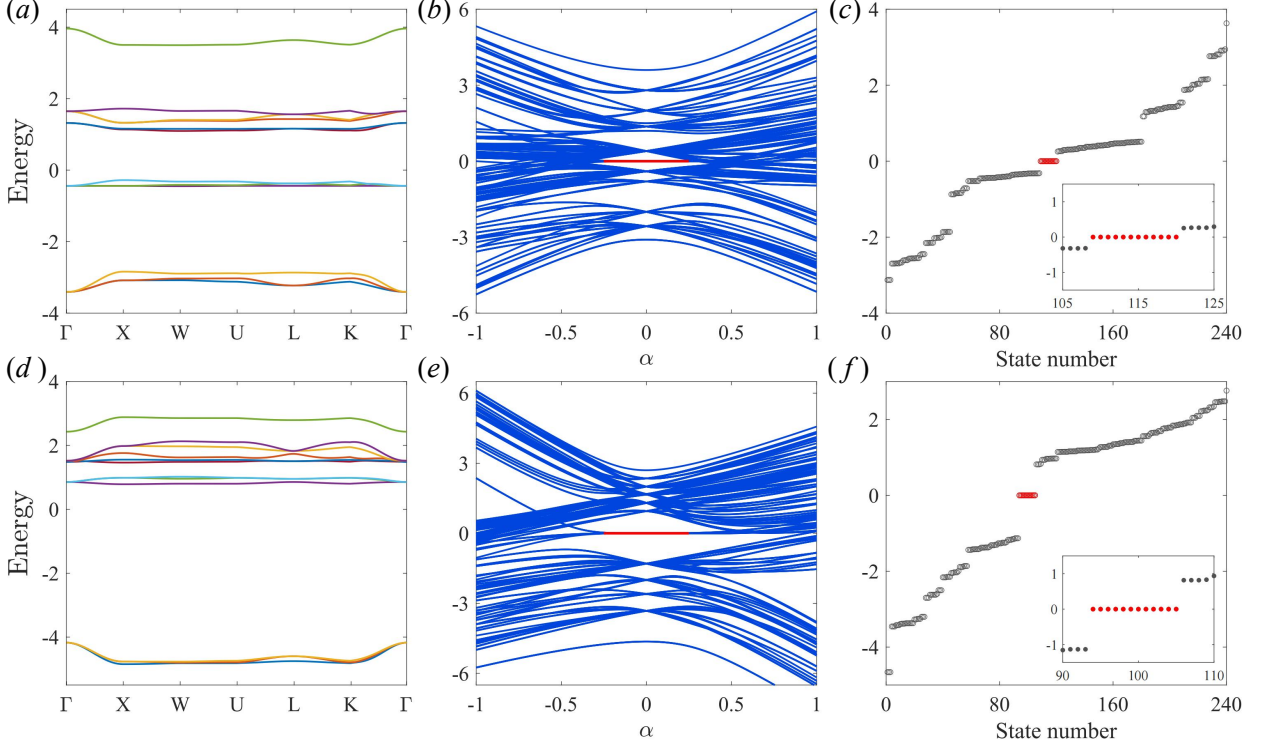 (a)
4
2
0
-2
-4
Energy
Γ X W U L K Γ
(b)
6
3
0
-3
-6
-1 -0.5 0 0.5 1
α
(c)
4
2
0
-2
-4
0 80 160 240
State number
1
0
-1
105 115 125
(d)
4
2
0
-2
-4
Energy
Γ X W U L K Γ
(e)
6
3
0
-3
-6
-1 -0.5 0 0.5 1
α
(f)
2
0
-2
-4
0 80 160 240
State number
1
0
-1
90 100 110